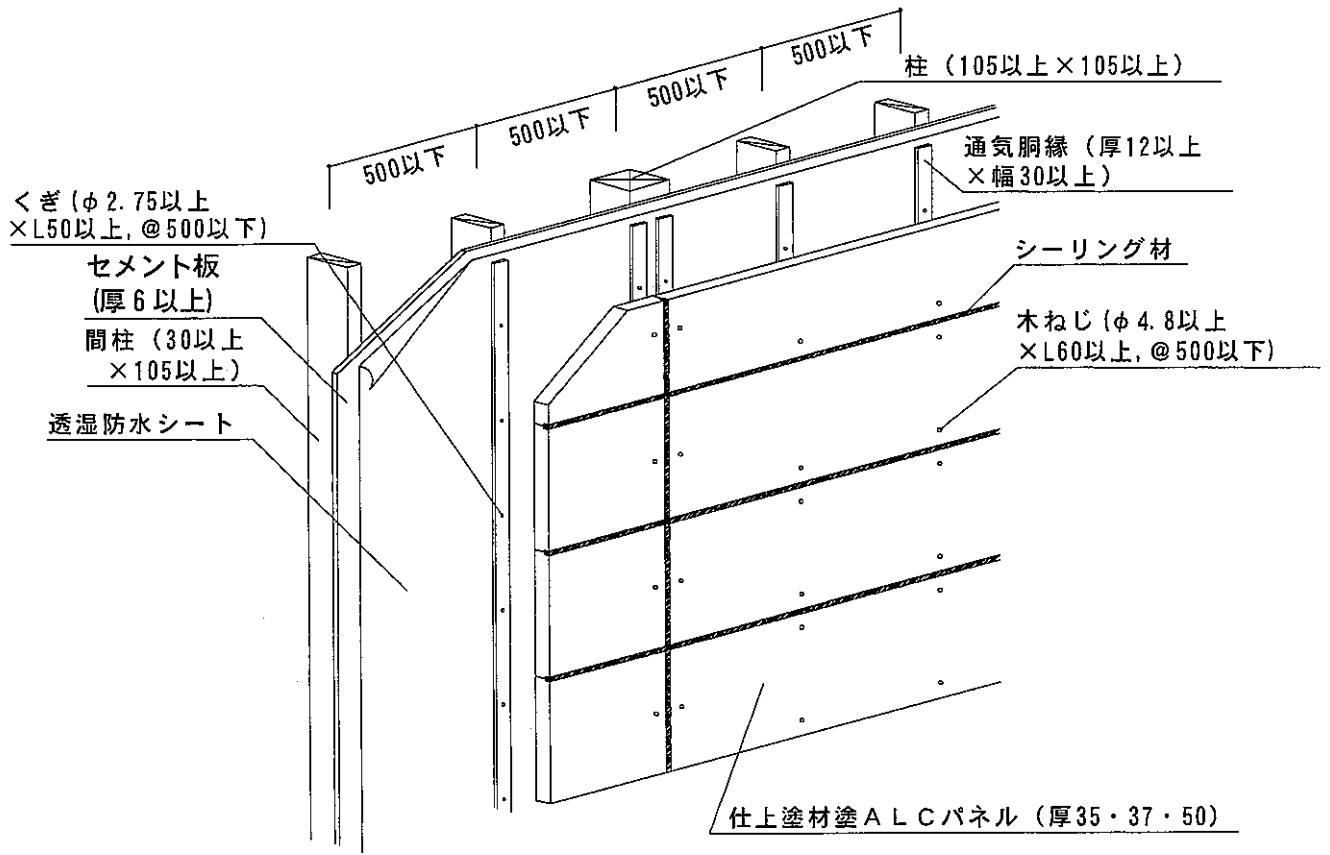 500以下
500以下
500以下
500以下
柱（105以上×105以上）
通気胴縁（厚12以上
×幅30以上）
くぎ（φ2.75以上
×L50以上，@500以下）
セメント板
(厚6以上)
間柱（30以上
×105以上）
透湿防水シート
シーリング材
木ねじ（φ4.8以上
×L60以上，@500以下）
仕上塗材塗ALCパネル（厚35・37・50）